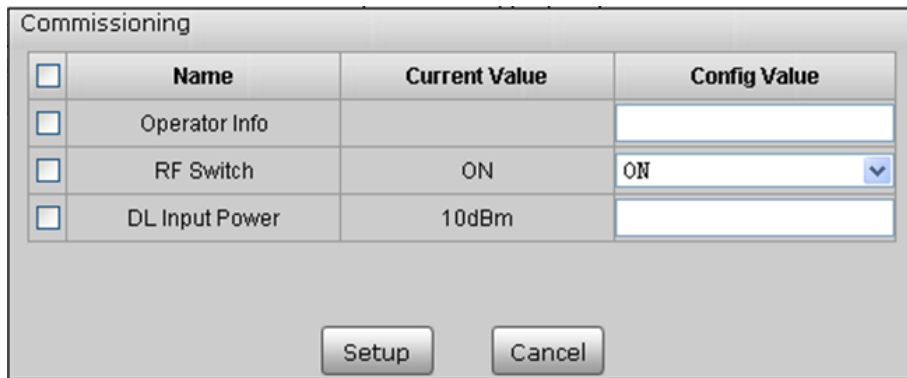 Commissioning
Name Current Value Config Value
Operator Info
RF Switch ON ON
DL Input Power 10dBm
Setup Cancel